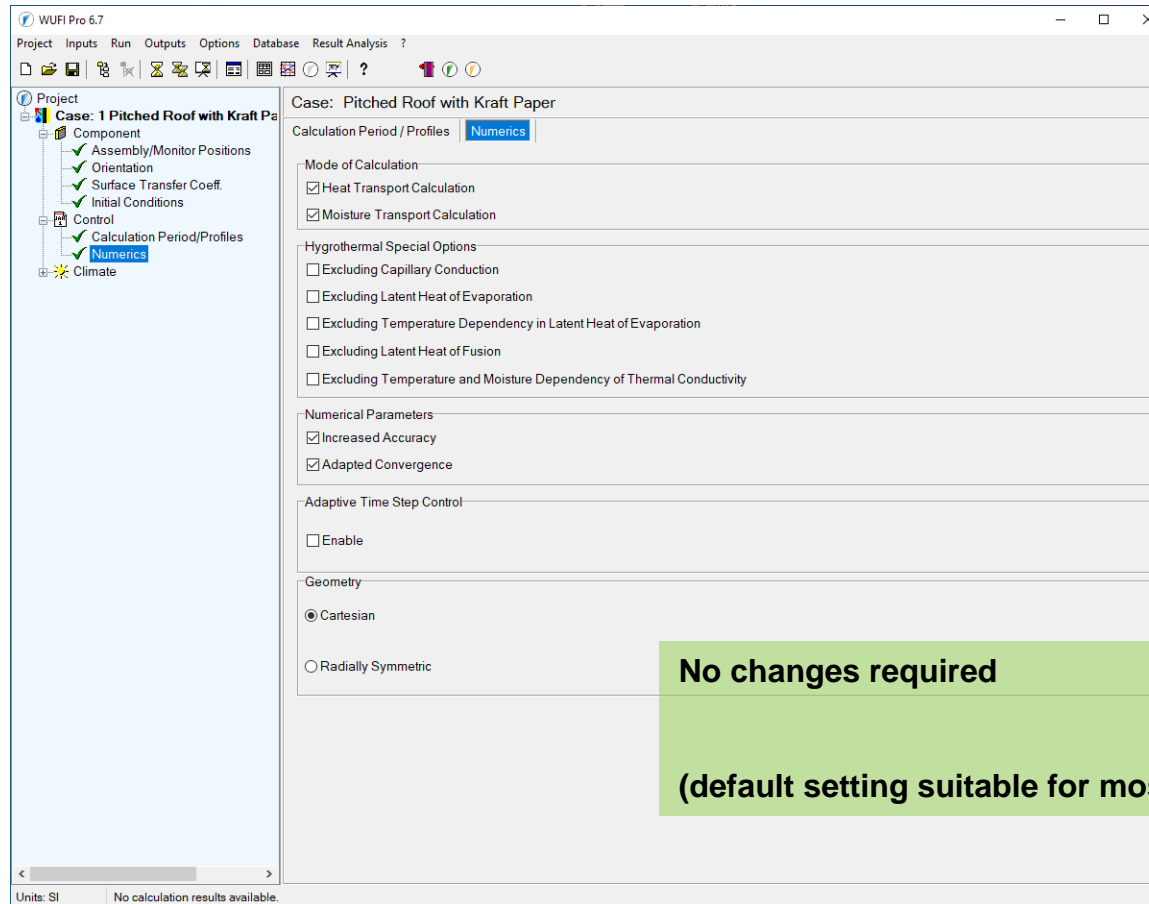 WUFI Pro 6.7
Project Inputs Run Outputs Options Database Result Analysis ?
Project
Case: 1 Pitched Roof with Kraft Pa
Component
Assembly/Monitor Positions
Orientation
Surface Transfer Coeff.
Initial Conditions
Control
Calculation Period/Profiles
Numerics
Climate
Case: Pitched Roof with Kraft Paper
Calculation Period / Profiles Numerics
Mode of Calculation
Heat Transport Calculation
Moisture Transport Calculation
Hygrothermal Special Options
Excluding Capillary Conduction
Excluding Latent Heat of Evaporation
Excluding Temperature Dependency in Latent Heat of Evaporation
Excluding Latent Heat of Fusion
Excluding Temperature and Moisture Dependency of Thermal Conductivity
Numerical Parameters
Increased Accuracy
Adapted Convergence
Adaptive Time Step Control
Enable
Geometry
Cartesian
Radially Symmetric
No changes required
(default setting suitable for mos
Units: SI No calculation results available.